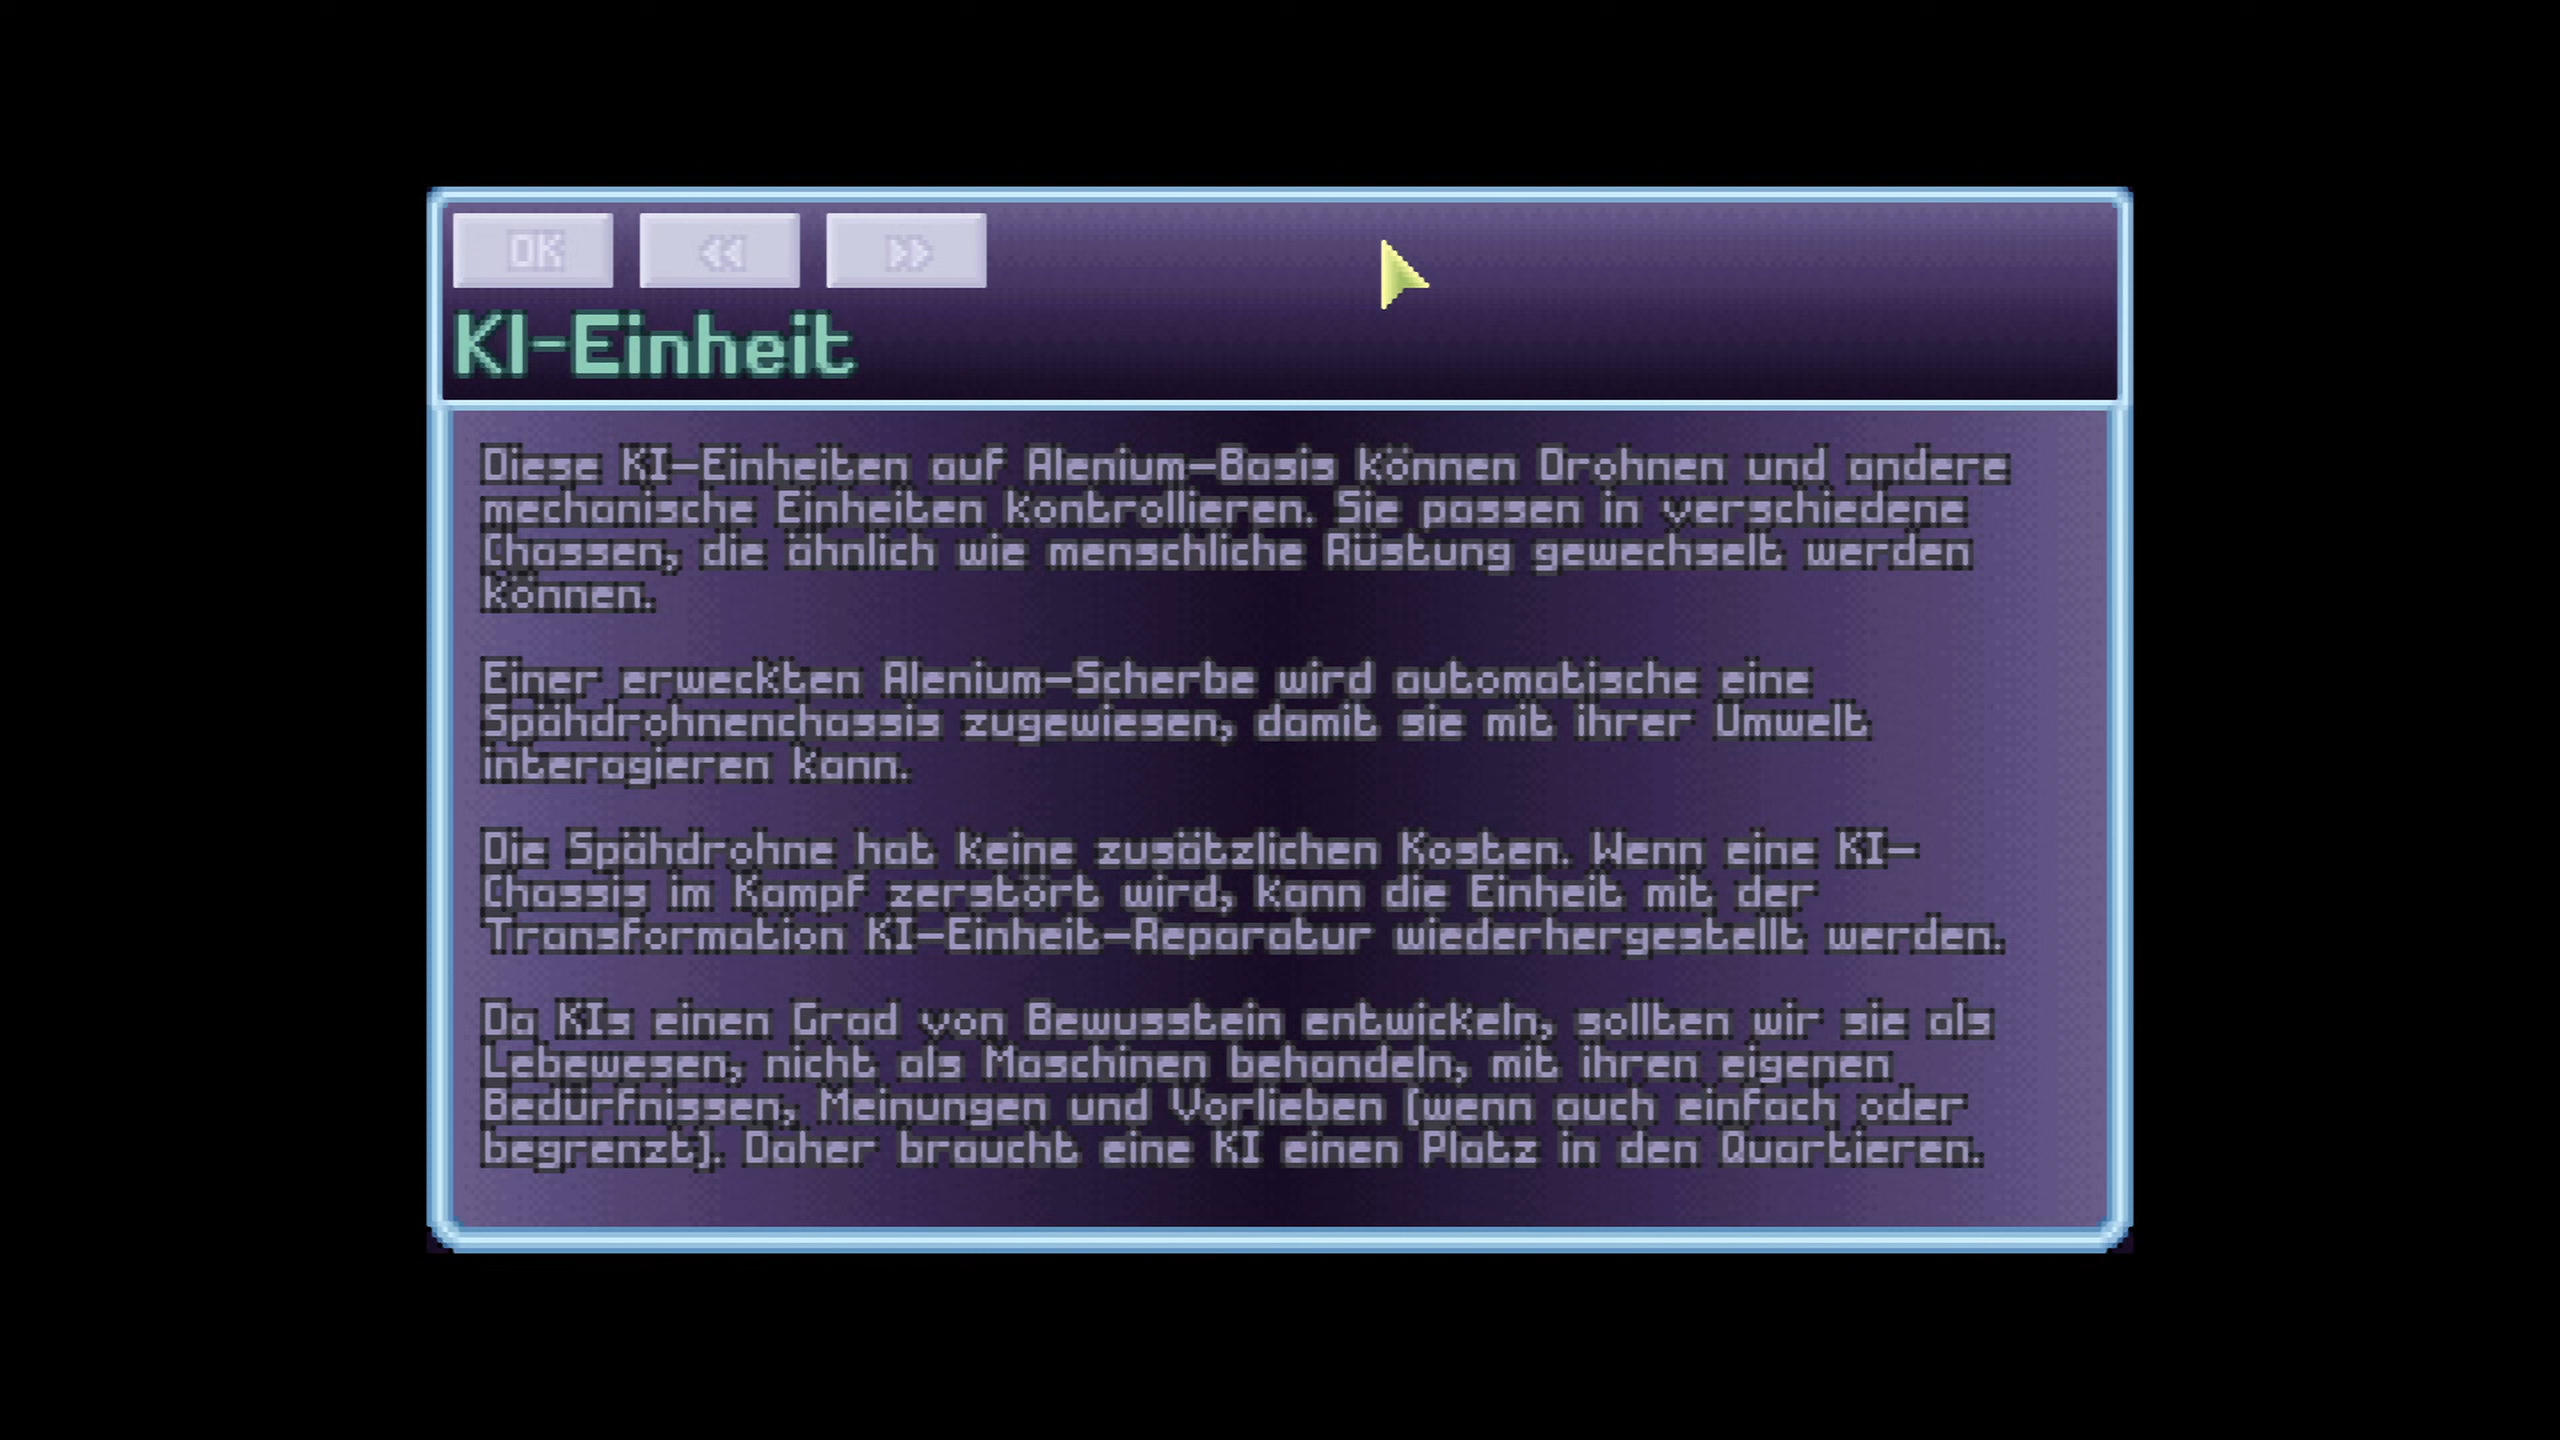 OK << >>
KI-Einheit
Diese KI-Einheiten auf Alenium-Basis können Drohnen und andere
mechanische Einheiten kontrollieren. Sie passen in verschiedene
Chassen, die ähnlich wie menschliche Rüstung gewechselt werden
können.
Einer erweckten Alenium-Scherbe wird automatische eine
Spähdrohnenchassis zugewiesen, damit sie mit ihrer Umwelt
interagieren kann.
Die Spähdrohne hat keine zusätzlichen Kosten. Wenn eine KI-
Chassis im Kampf zerstört wird, kann die Einheit mit der
Transformation KI-Einheit-Reparatur wiederhergestellt werden.
Da KIs einen Grad von Bewusstein entwickeln, sollten wir sie als
Lebewesen, nicht als Maschinen behandeln, mit ihren eigenen
Bedürfnissen, Meinungen und Vorlieben (wenn auch einfach oder
begrenzt). Daher braucht eine KI einen Platz in den Quartieren.